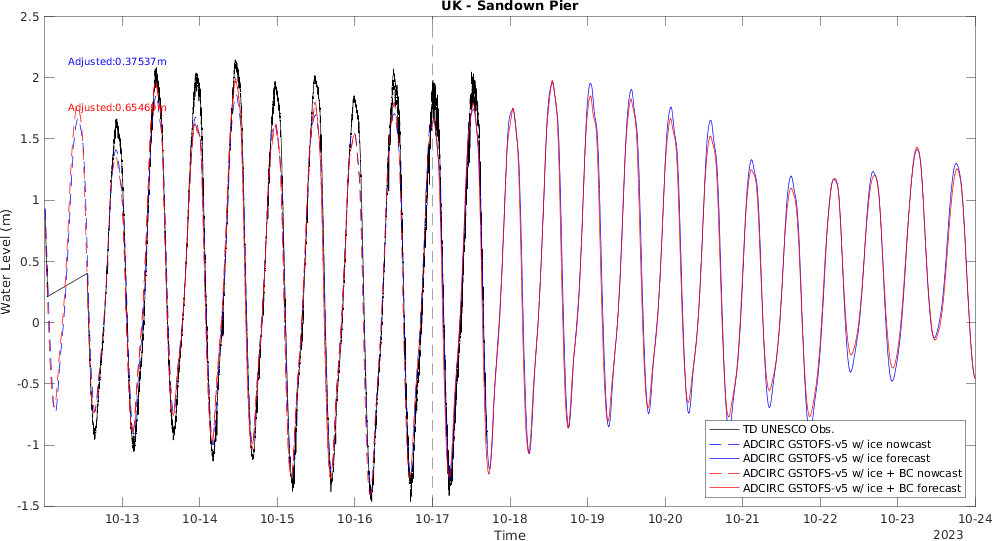 UK - Sandown Pier
2.5
2
1.5
1
0.5
0
-0.5
-1
-1.5
Water Level (m)
Adjusted:0.37537m
Adjusted:0.65469m
TD UNESCO Obs.
ADCIRC GSTOFS-v5 w/ ice nowcast
ADCIRC GSTOFS-v5 w/ ice forecast
ADCIRC GSTOFS-v5 w/ ice + BC nowcast
ADCIRC GSTOFS-v5 w/ ice + BC forecast
10-13 10-14 10-15 10-16 10-17 10-18 10-19 10-20 10-21 10-22 10-23 10-24
Time
2023